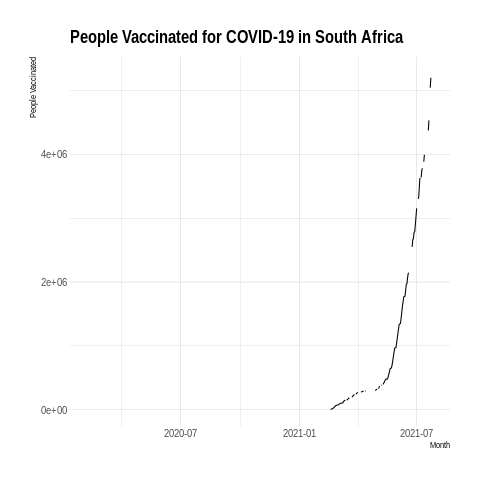 People Vaccinated for COVID-19 in South Africa
People Vaccinated
4e+06
2e+06
0e+00
2020-07 2021-01 2021-07
Month